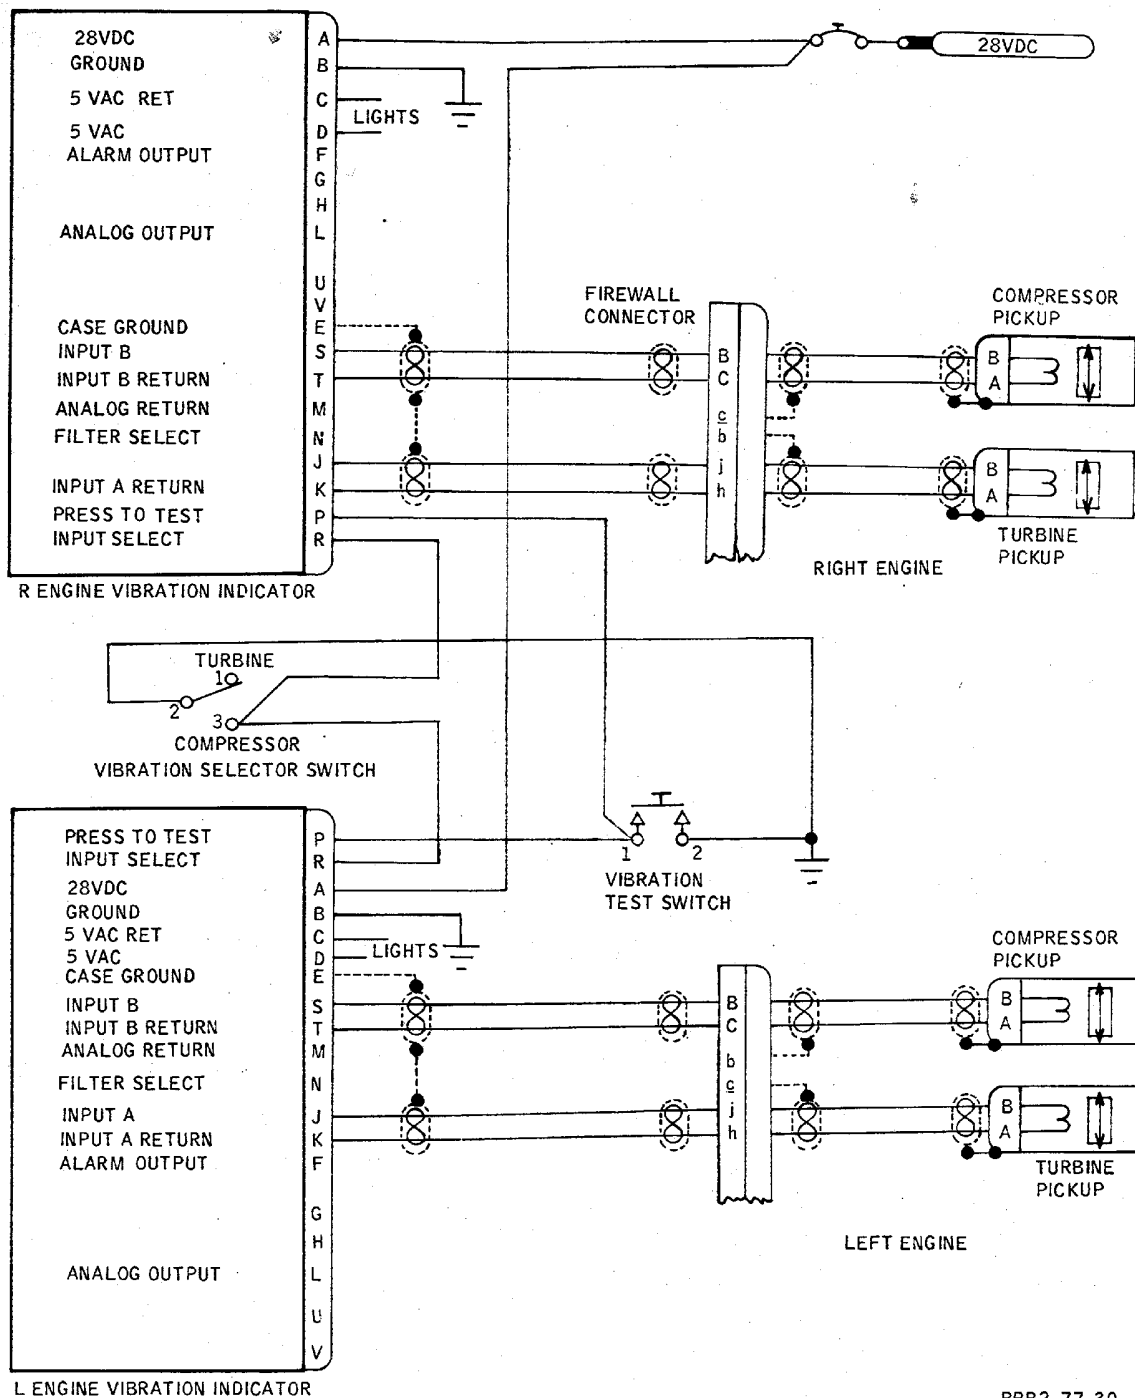 28VDC A
GROUND B
5 VAC RET C
LIGHTS
5 VAC D
ALARM OUTPUT F
G
H
ANALOG OUTPUT L
U
V
CASE GROUND E
INPUT B S
INPUT B RETURN T
ANALOG RETURN M
FILTER SELECT N
J
INPUT A RETURN K
PRESS TO TEST P
INPUT SELECT R
R ENGINE VIBRATION INDICATOR
28VDC
FIREWALL
CONNECTOR
B
C
c
b
j
h
COMPRESSOR
PICKUP
B
A
B
A
TURBINE
PICKUP
RIGHT ENGINE
TURBINE
1
2
3
COMPRESSOR
VIBRATION SELECTOR SWITCH
1 2
VIBRATION
TEST SWITCH
PRESS TO TEST P
INPUT SELECT R
28VDC A
GROUND B
5 VAC RET C
LIGHTS
5 VAC D
CASE GROUND E
INPUT B S
INPUT B RETURN T
ANALOG RETURN M
FILTER SELECT N
INPUT A J
INPUT A RETURN K
ALARM OUTPUT F
G
H
ANALOG OUTPUT L
U
V
L ENGINE VIBRATION INDICATOR
B
C
b
c
j
h
COMPRESSOR
PICKUP
B
A
B
A
TURBINE
PICKUP
LEFT ENGINE